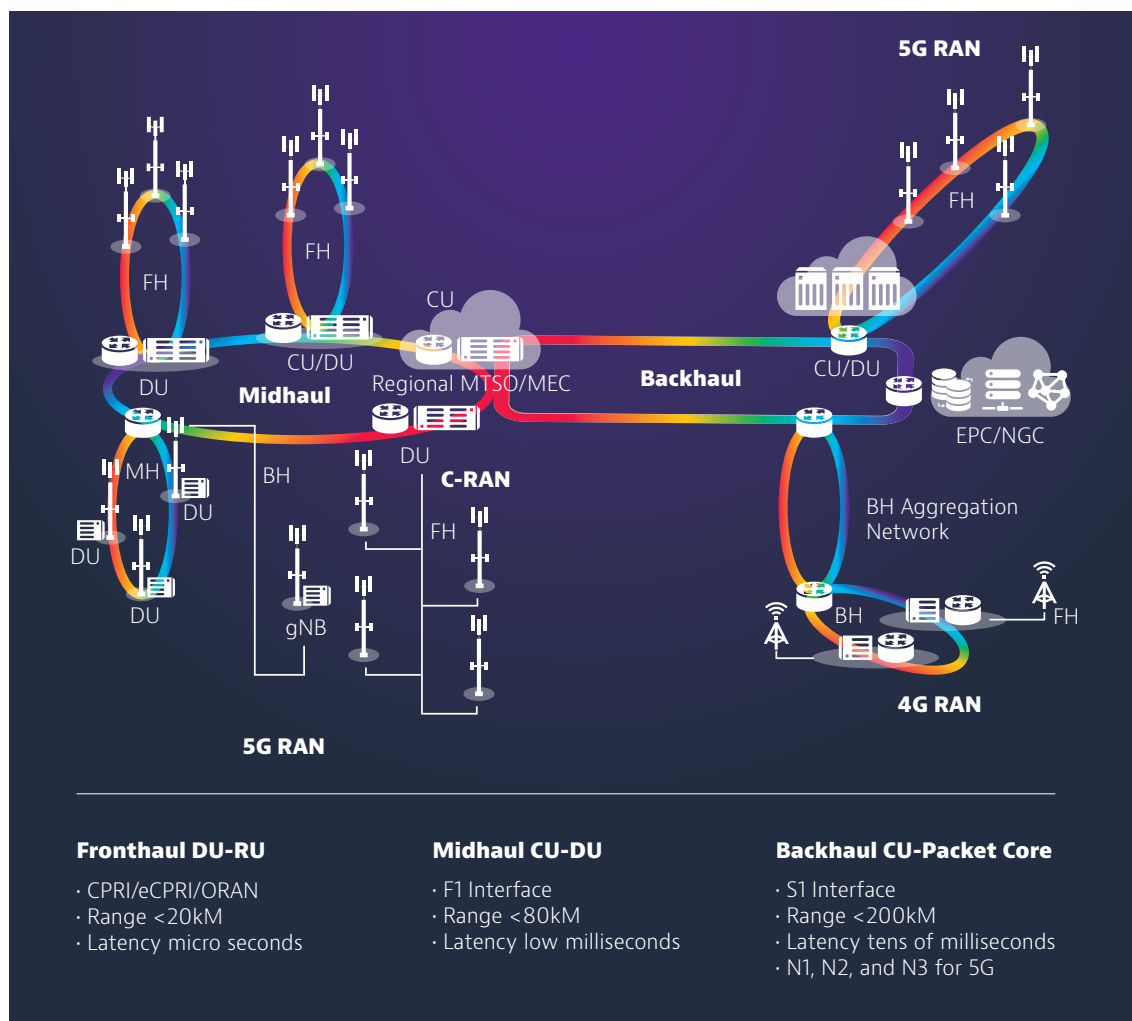 5G RAN
FH
FH
FH
CU
CU/DU
CU/DU
Regional MTSO/MEC
DU
Midhaul
Backhaul
EPC/NGC
DU
C-RAN
MH
BH
DU
FH
DU
DU
gNB
BH Aggregation
Network
BH
FH
4G RAN
5G RAN
Fronthaul DU-RU
· CPRI/eCPRI/ORAN
· Range <20kM
· Latency micro seconds
Midhaul CU-DU
· F1 Interface
· Range <80kM
· Latency low milliseconds
Backhaul CU-Packet Core
· S1 Interface
· Range <200kM
· Latency tens of milliseconds
· N1, N2, and N3 for 5G